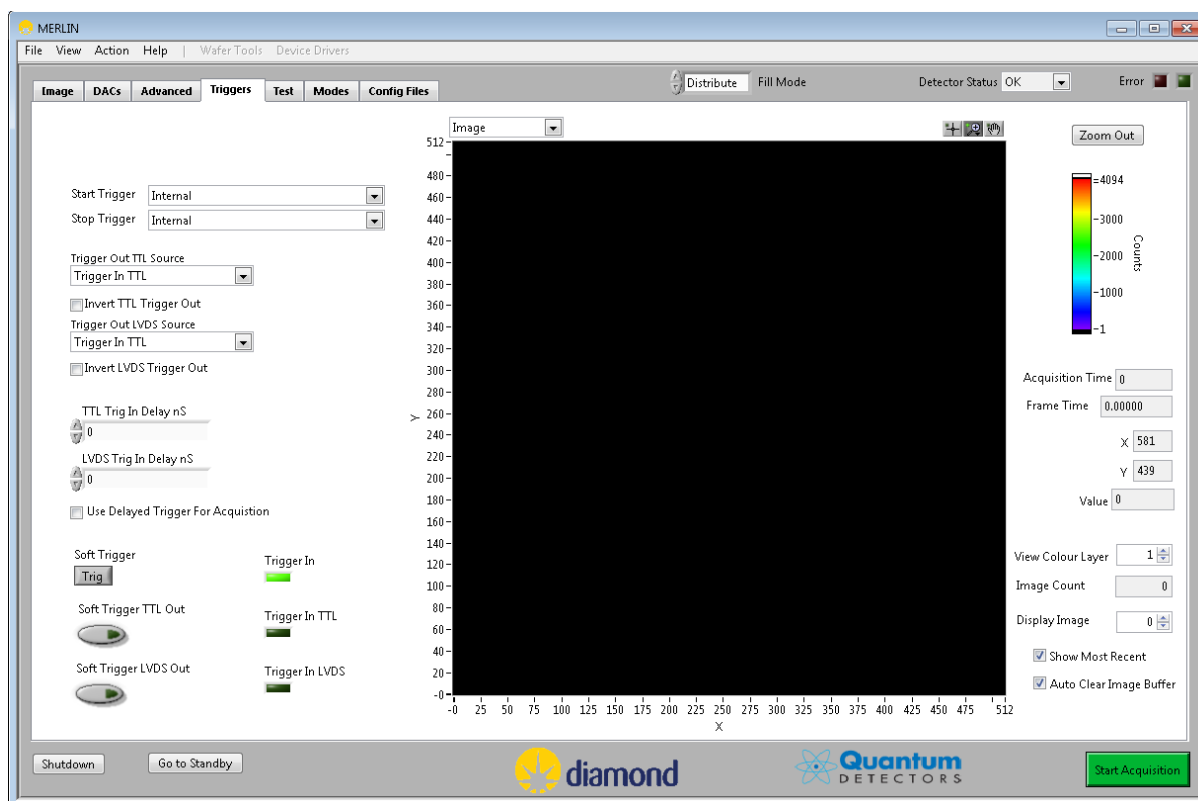 MERLIN
File View Action Help | Wafer Tools Device Drivers
Image DACs Advanced Triggers Test Modes Config Files
Distribute Fill Mode
Detector Status OK
Error
Image
Zoom Out
Start Trigger Internal
Stop Trigger Internal
Trigger Out TTL Source
Trigger In TTL
Invert TTL Trigger Out
Trigger Out LVDS Source
Trigger In TTL
Invert LVDS Trigger Out
TTL Trig In Delay nS
0
LVDS Trig In Delay nS
0
Use Delayed Trigger For Acquistion
Soft Trigger
Trig
Trigger In
Soft Trigger TTL Out
Trigger In TTL
Soft Trigger LVDS Out
Trigger In LVDS
512
480
460
440
420
400
380
360
340
320
300
280
260
240
220
200
180
160
140
120
100
80
60
40
20
-0
Y
-0 25 50 75 100 125 150 175 200 225 250 275 300 325 350 375 400 425 450 475 512
X
=4094
-3000
-2000
-1000
-1
Counts
Acquisition Time 0
Frame Time 0.00000
X 581
Y 439
Value 0
View Colour Layer 1
Image Count 0
Display Image 0
Show Most Recent
Auto Clear Image Buffer
Shutdown
Go to Standby
diamond
Quantum
DETECTORS
Start Acquisition